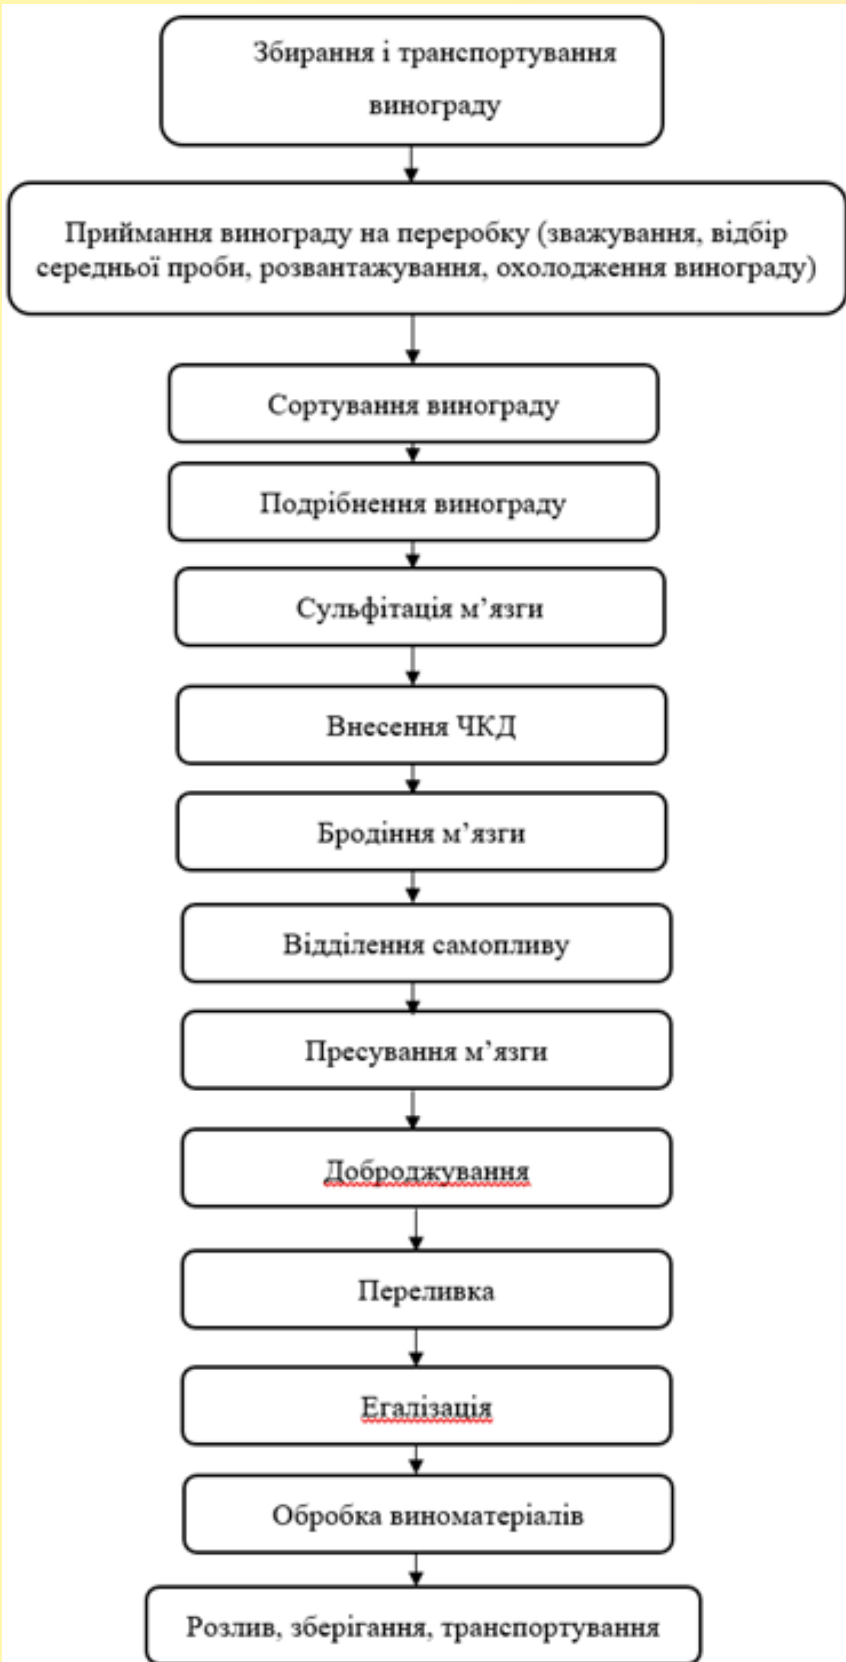 Збирання і транспортування
винограду
Приймання винограду на переробку (зважування, відбір
середньої проби, розвантажування, охолодження винограду)
Сортування винограду
Подрібнення винограду
Сульфітація м’язги
Внесення ЧКД
Бродіння м’язги
Відділення самопливу
Пресування м’язги
Доброджування
Переливка
Егалізація
Обробка виноматеріалів
Розлив, зберігання, транспортування